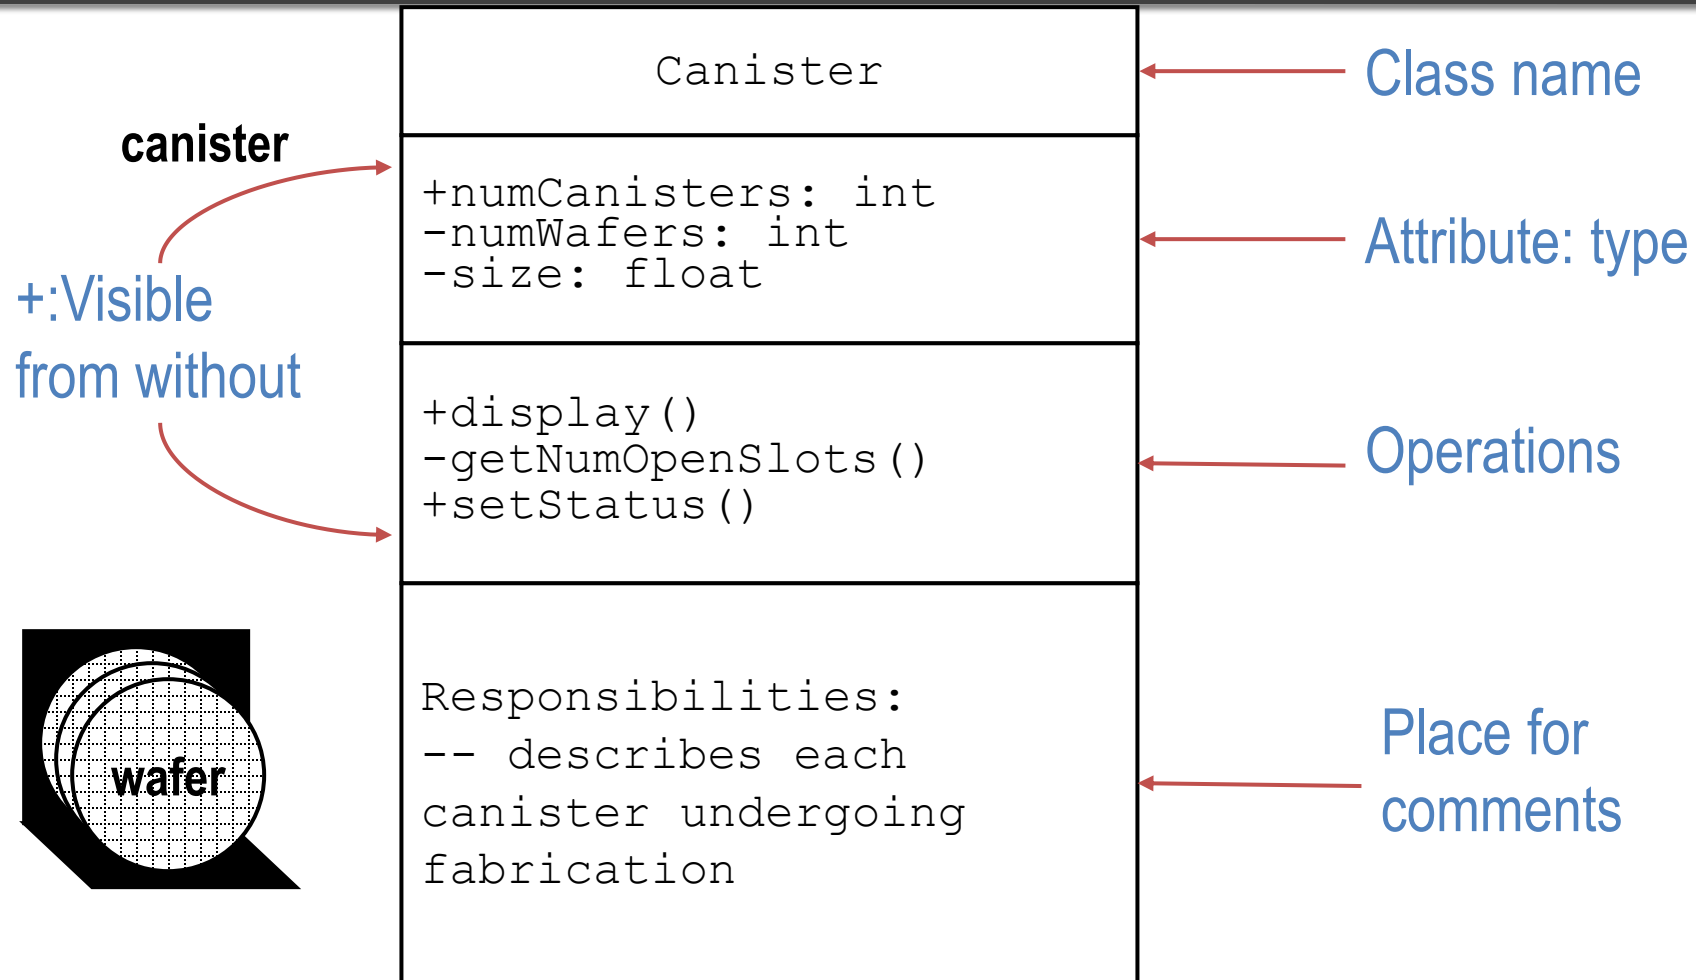 Canister
Class name
canister
+numCanisters: int
-numWafers: int
-size: float
Attribute: type
+:Visible
from without
+display()
-getNumOpenSlots()
+setStatus()
Operations
wafer
Responsibilities:
-- describes each
canister undergoing
fabrication
Place for
comments